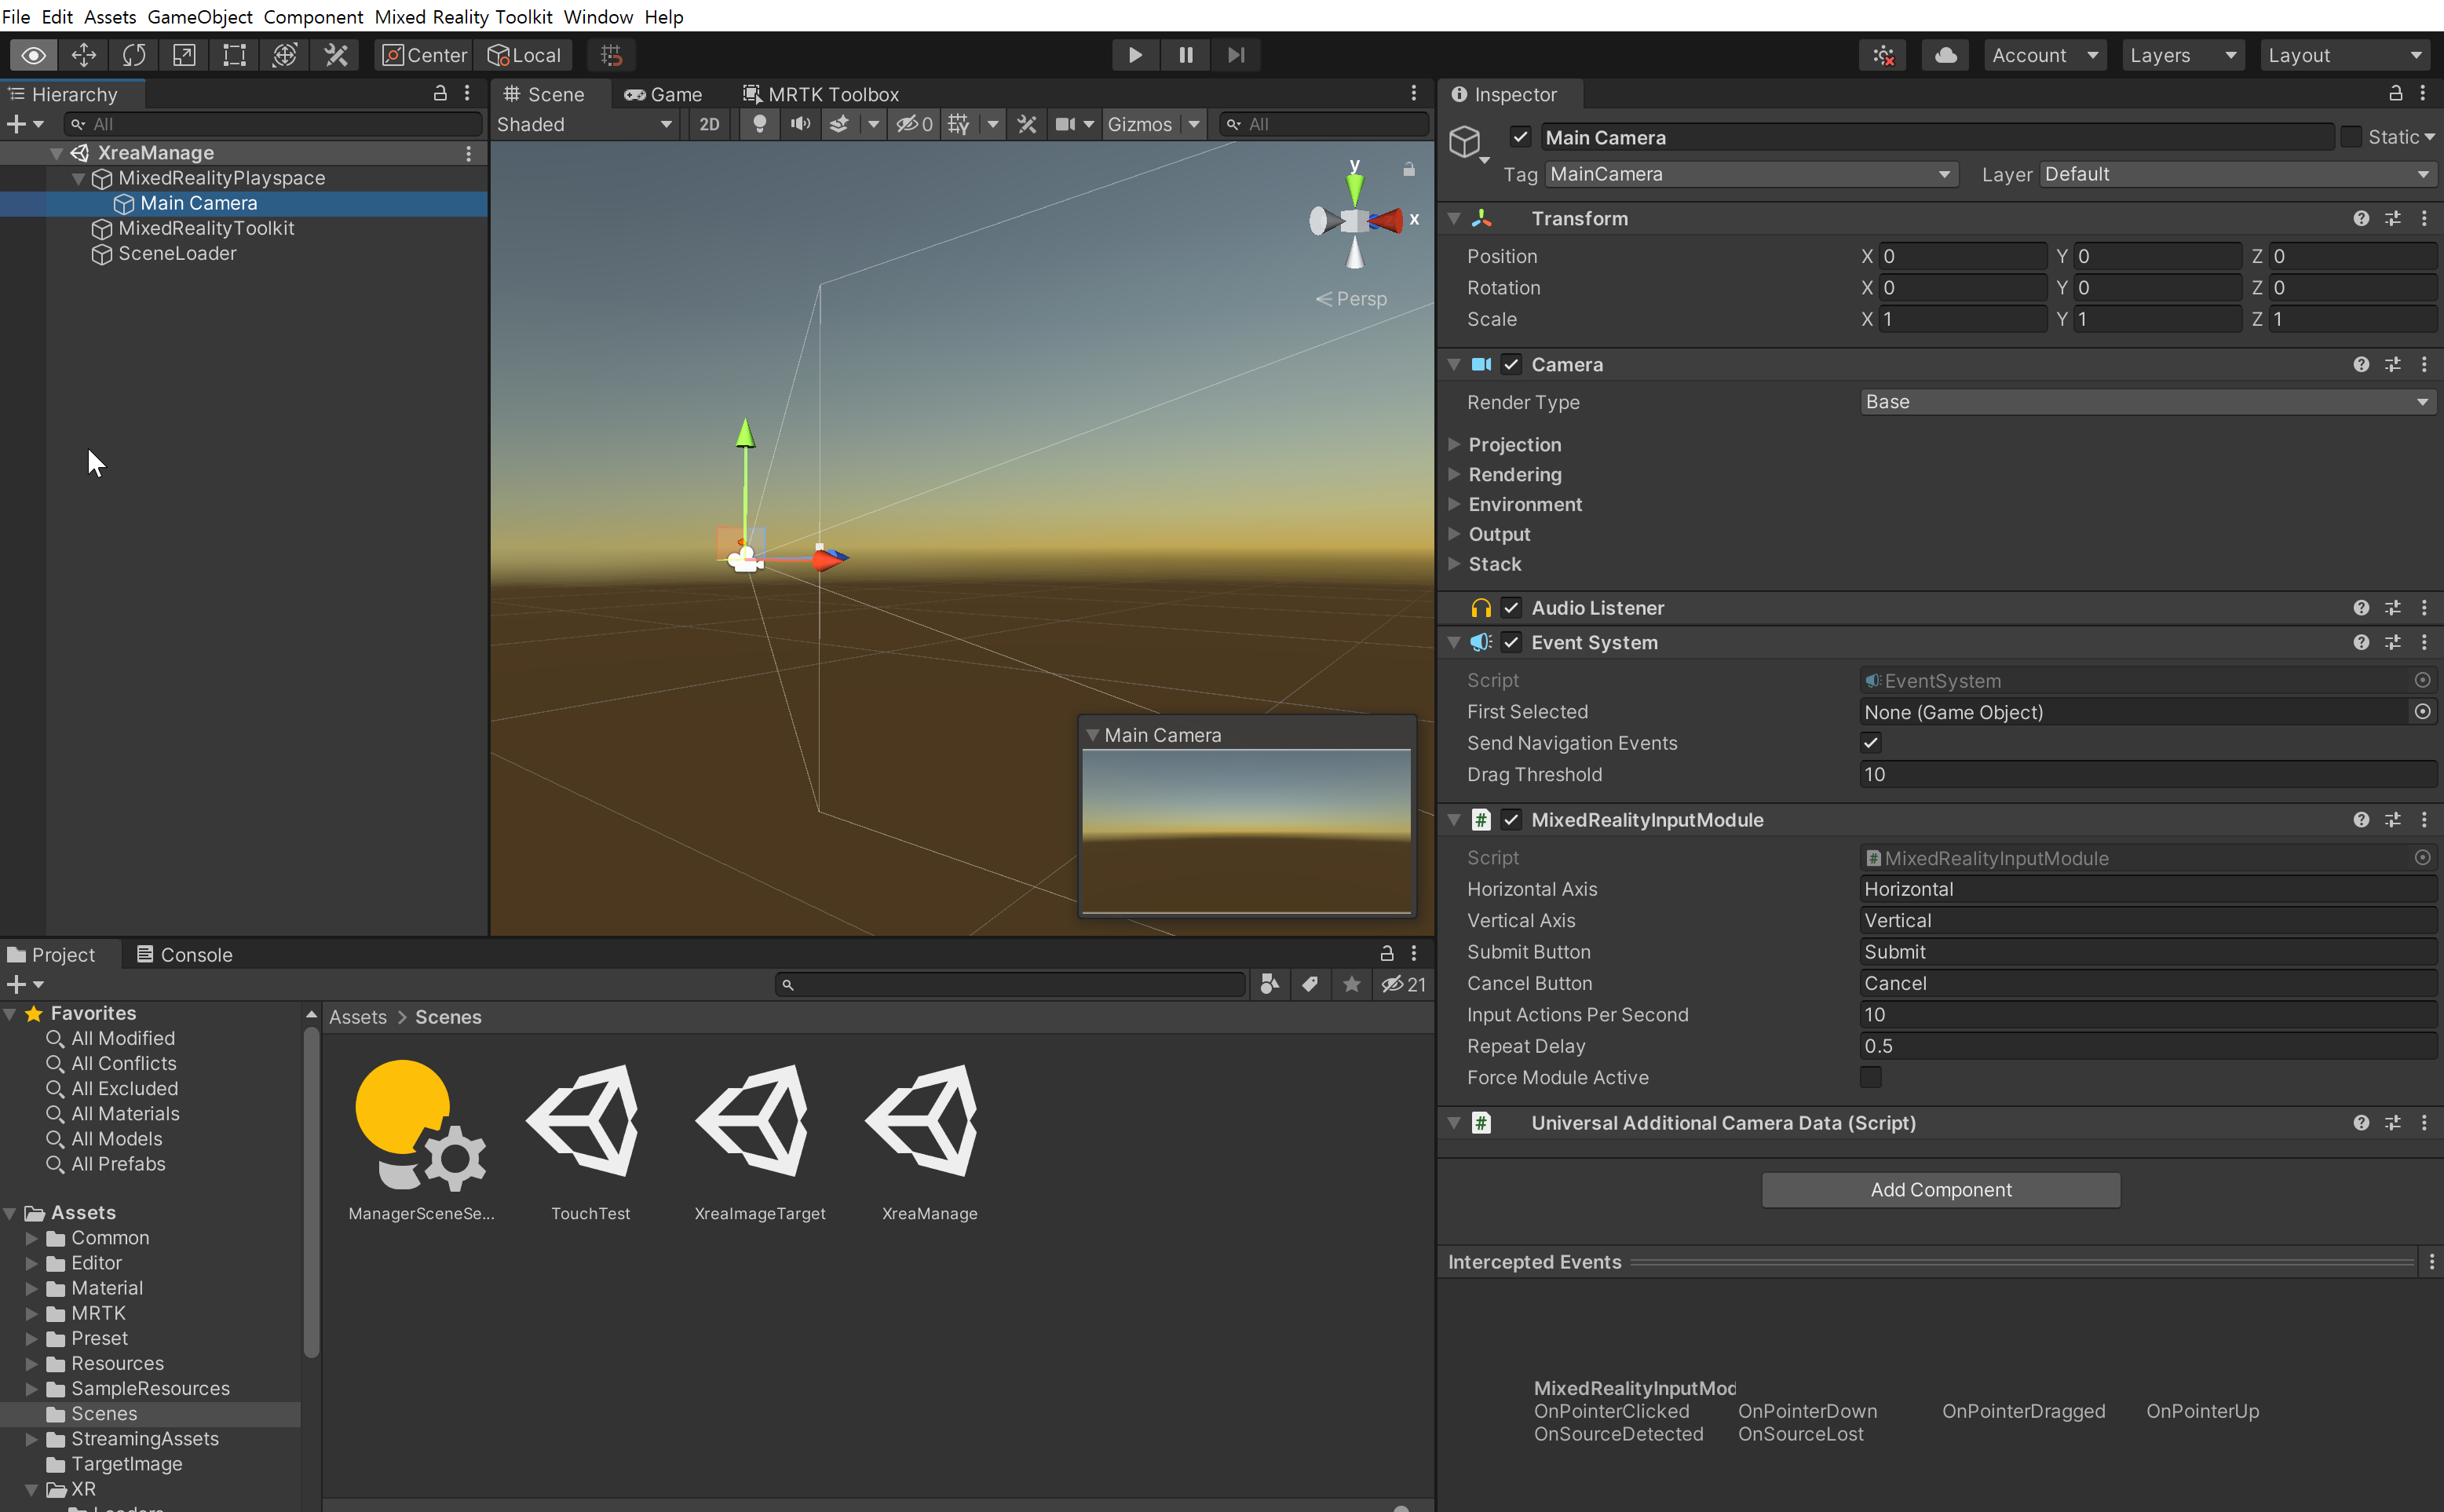 File Edit Assets GameObject Component Mixed Reality Toolkit Window Help
Center Local
Account Layers Layout
Hierarchy
All
XreaManage
MixedRealityPlayspace
Main Camera
MixedRealityToolkit
SceneLoader
Scene Game MRTK Toolbox
Shaded 2D 0 Gizmos All
y
x
Persp
Main Camera
Inspector
Main Camera Static
Tag MainCamera Layer Default
Transform
Position X 0 Y 0 Z 0
Rotation X 0 Y 0 Z 0
Scale X 1 Y 1 Z 1
Camera
Render Type Base
Projection
Rendering
Environment
Output
Stack
Audio Listener
Event System
Script EventSystem
First Selected None (Game Object)
Send Navigation Events
Drag Threshold 10
MixedRealityInputModule
Script MixedRealityInputModule
Horizontal Axis Horizontal
Vertical Axis Vertical
Submit Button Submit
Cancel Button Cancel
Input Actions Per Second 10
Repeat Delay 0.5
Force Module Active
Universal Additional Camera Data (Script)
Add Component
Intercepted Events
MixedRealityInputMod
OnPointerClicked OnPointerDown OnPointerDragged OnPointerUp
OnSourceDetected OnSourceLost
Project Console
21
Favorites
All Modified
All Conflicts
All Excluded
All Materials
All Models
All Prefabs
Assets
Common
Editor
Material
MRTK
Preset
Resources
SampleResources
Scenes
StreamingAssets
TargetImage
XR
Assets > Scenes
ManagerSceneSe... TouchTest XreaImageTarget XreaManage